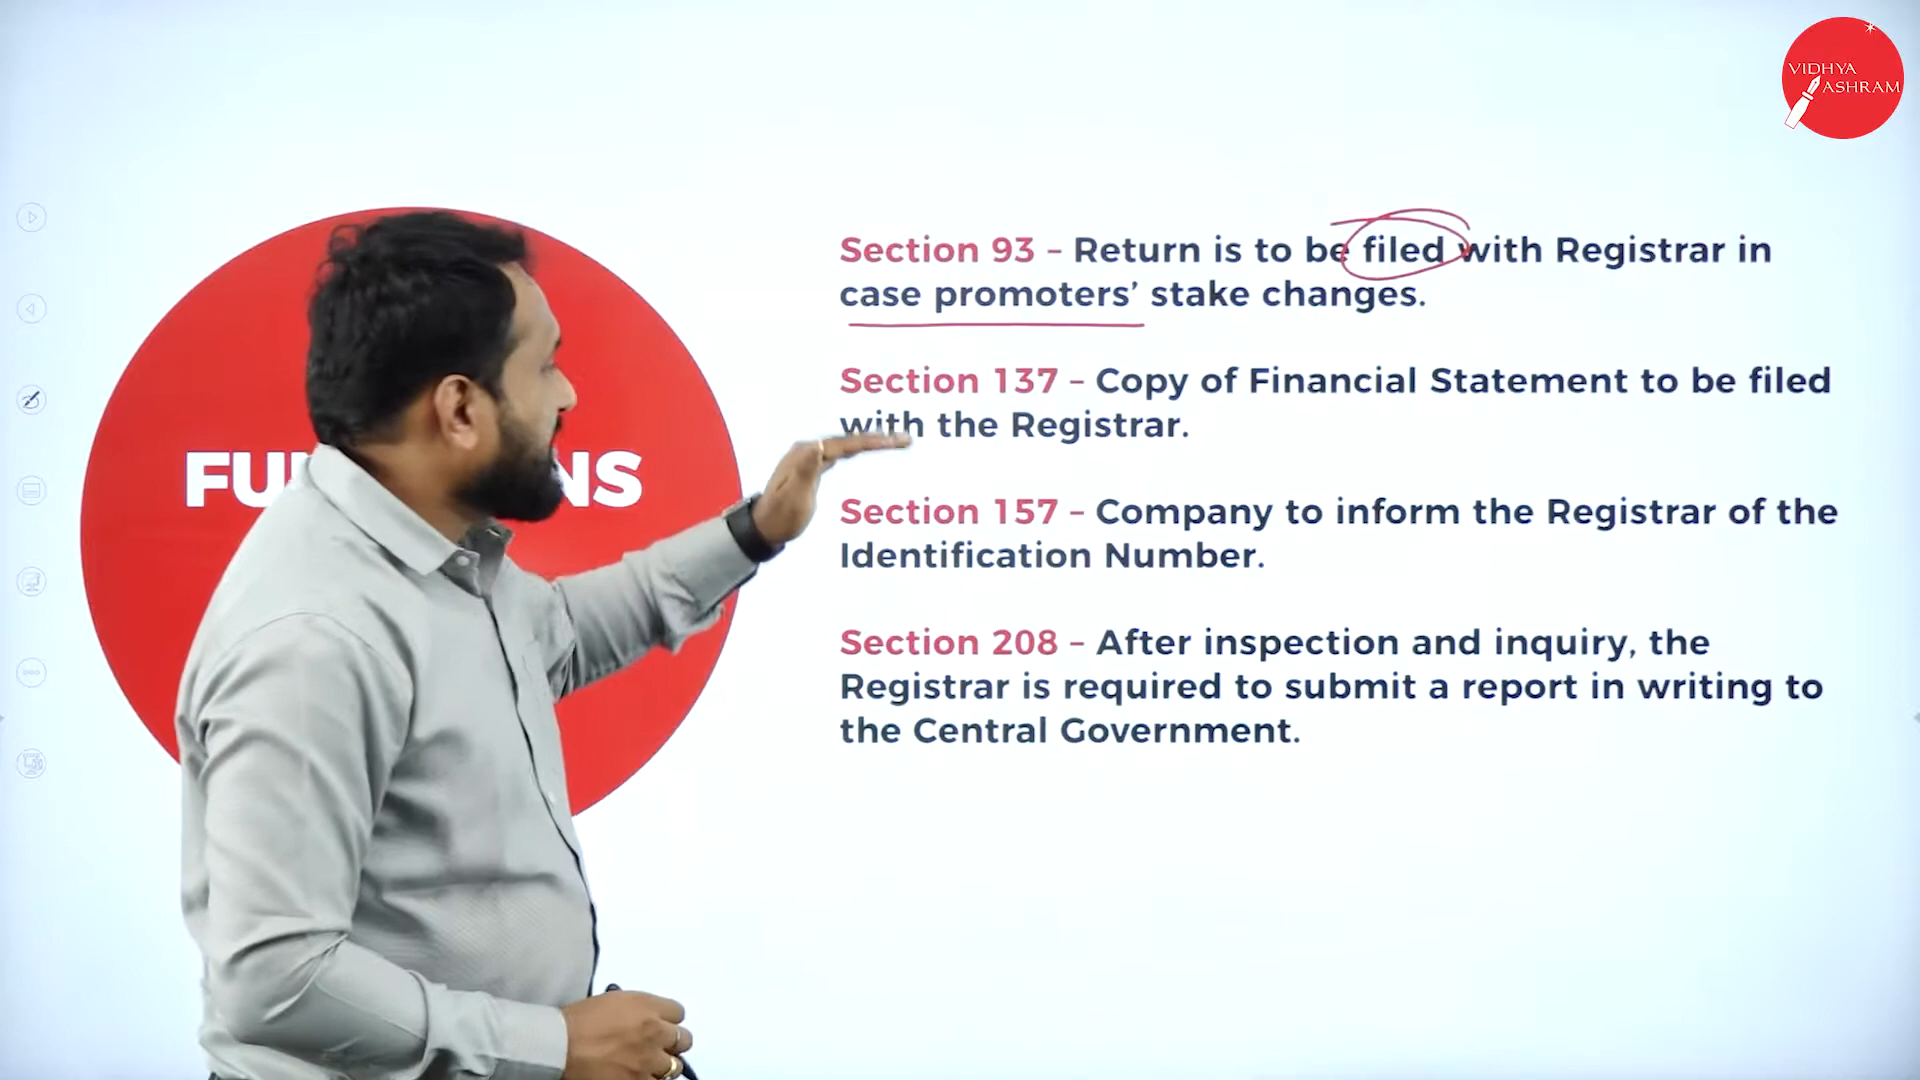 VIDHYA
ASHRAM
Section 93 – Return is to be filed with Registrar in
case promoters’ stake changes.
Section 137 – Copy of Financial Statement to be filed
with the Registrar.
Section 157 – Company to inform the Registrar of the
Identification Number.
Section 208 – After inspection and inquiry, the
Registrar is required to submit a report in writing to
the Central Government.